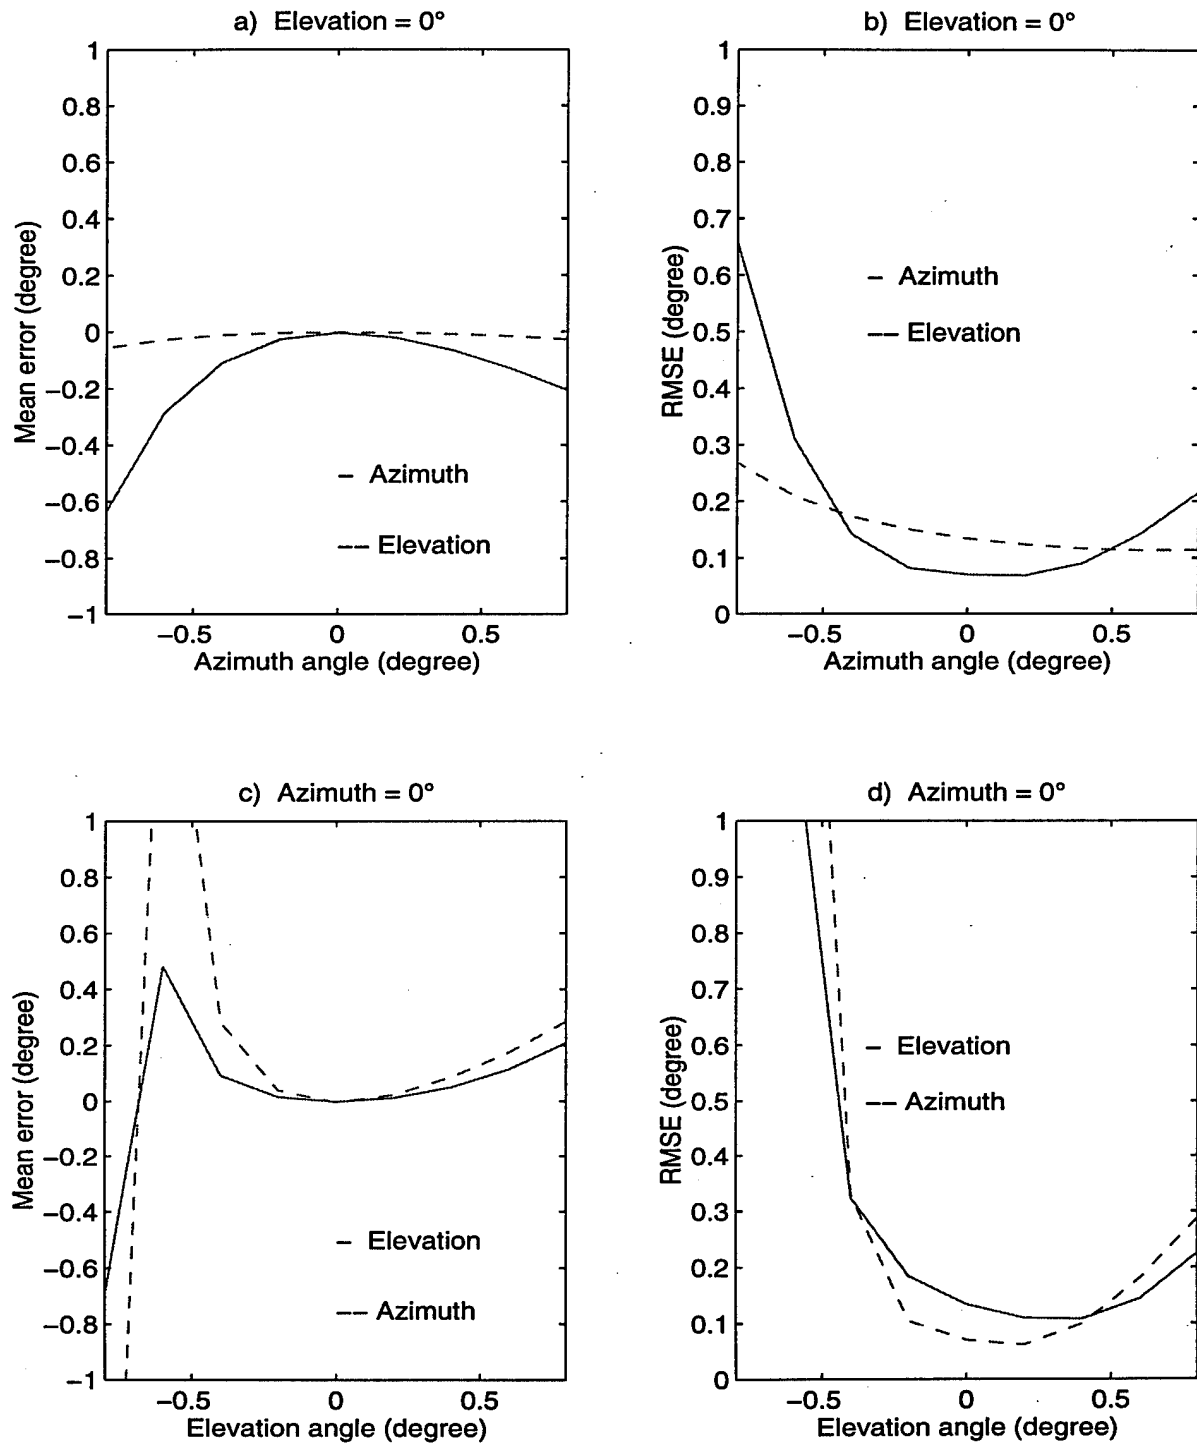 a) Elevation = 0°
1
0.8
0.6
0.4
0.2
0
−0.2
−0.4
−0.6
−0.8
−1
Mean error (degree)
– Azimuth
–– Elevation
−0.5
0
0.5
Azimuth angle (degree)
b) Elevation = 0°
1
0.9
0.8
0.7
0.6
0.5
0.4
0.3
0.2
0.1
0
RMSE (degree)
– Azimuth
–– Elevation
−0.5
0
0.5
Azimuth angle (degree)
c) Azimuth = 0°
1
0.8
0.6
0.4
0.2
0
−0.2
−0.4
−0.6
−0.8
−1
Mean error (degree)
– Elevation
–– Azimuth
−0.5
0
0.5
Elevation angle (degree)
d) Azimuth = 0°
1
0.9
0.8
0.7
0.6
0.5
0.4
0.3
0.2
0.1
0
RMSE (degree)
– Elevation
–– Azimuth
−0.5
0
0.5
Elevation angle (degree)